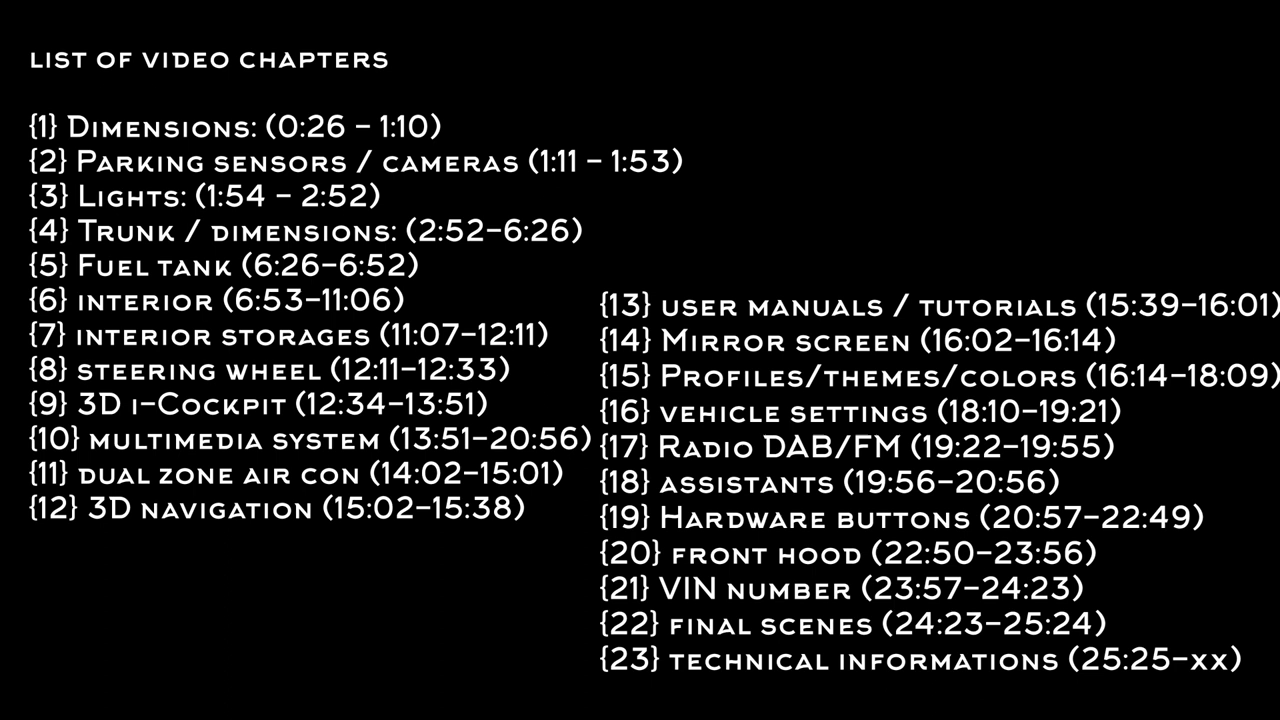 LIST OF VIDEO CHAPTERS
{1} Dimensions: (0:26 – 1:10)
{2} Parking sensors / cameras (1:11 – 1:53)
{3} Lights: (1:54 – 2:52)
{4} Trunk / dimensions: (2:52–6:26)
{5} Fuel tank (6:26–6:52)
{6} interior (6:53–11:06)
{7} interior storages (11:07–12:11)
{8} steering wheel (12:11–12:33)
{9} 3D i-Cockpit (12:34–13:51)
{10} multimedia system (13:51–20:56)
{11} dual zone air con (14:02–15:01)
{12} 3D navigation (15:02–15:38)
{13} user manuals / tutorials (15:39–16:01)
{14} Mirror screen (16:02–16:14)
{15} Profiles/themes/colors (16:14–18:09)
{16} vehicle settings (18:10–19:21)
{17} Radio DAB/FM (19:22–19:55)
{18} assistants (19:56–20:56)
{19} Hardware buttons (20:57–22:49)
{20} front hood (22:50–23:56)
{21} VIN number (23:57–24:23)
{22} final scenes (24:23–25:24)
{23} technical informations (25:25–xx)